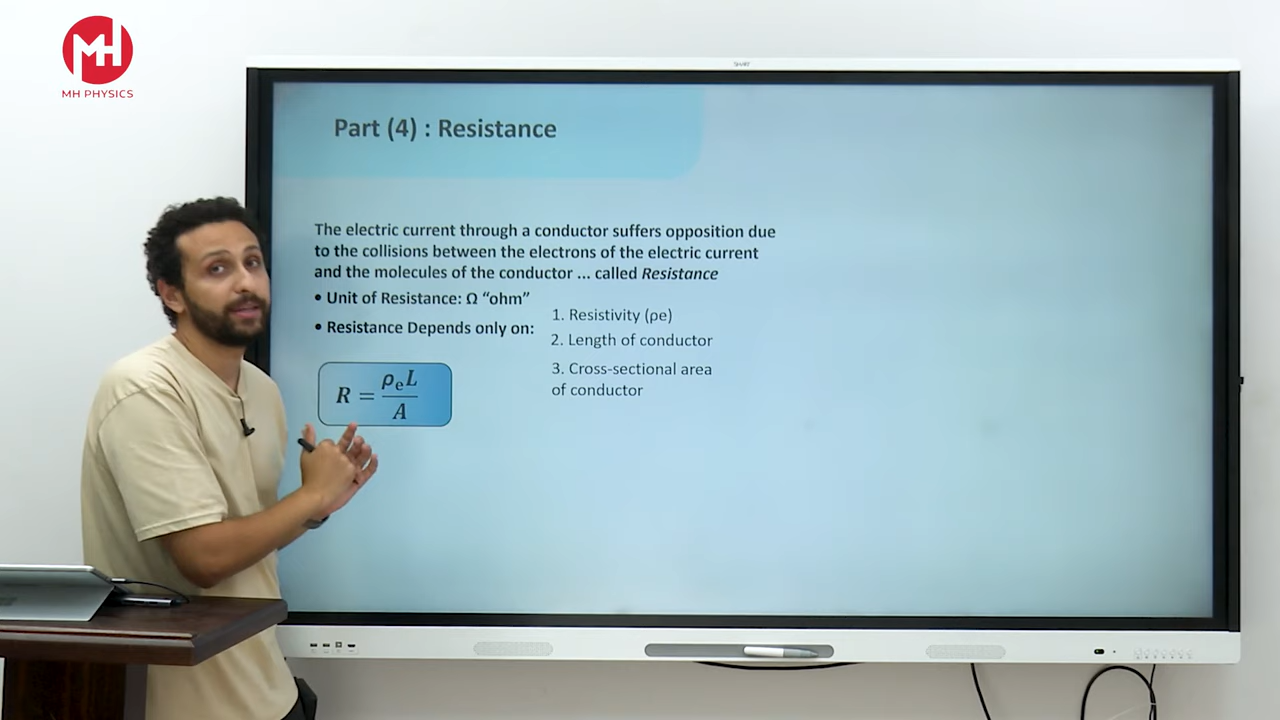 MH
MH PHYSICS
SMART
Part (4) : Resistance
The electric current through a conductor suffers opposition due
to the collisions between the electrons of the electric current
and the molecules of the conductor ... called Resistance
• Unit of Resistance: Ω “ohm”
• Resistance Depends only on:
1. Resistivity (ρe)
2. Length of conductor
3. Cross-sectional area
of conductor
R = ρₑL / A